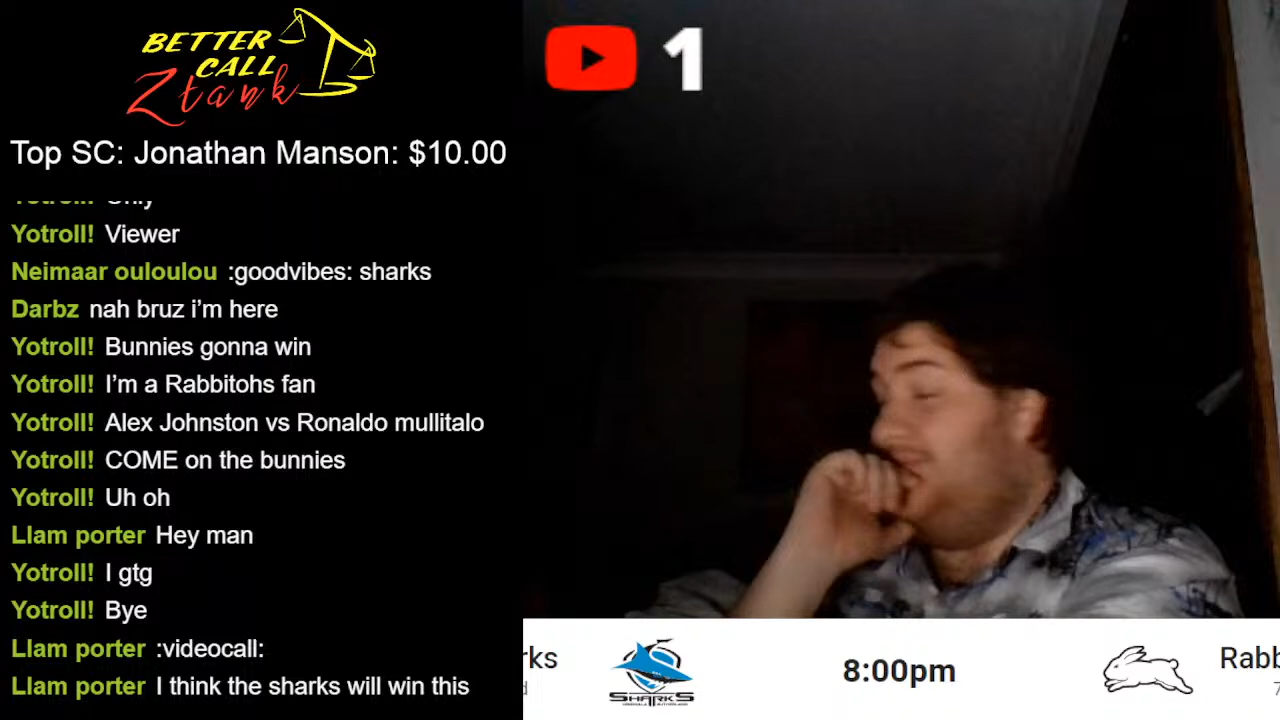 BETTER
CALL
Ztank
1
Top SC: Jonathan Manson: $10.00
Yotroll! Only
Yotroll! Viewer
Neimaar ouloulou :goodvibes: sharks
Darbz nah bruz i’m here
Yotroll! Bunnies gonna win
Yotroll! I’m a Rabbitohs fan
Yotroll! Alex Johnston vs Ronaldo mullitalo
Yotroll! COME on the bunnies
Yotroll! Uh oh
Llam porter Hey man
Yotroll! I gtg
Yotroll! Bye
Llam porter :videocall:
Llam porter I think the sharks will win this
rks
SHARKS
8:00pm
Rabb